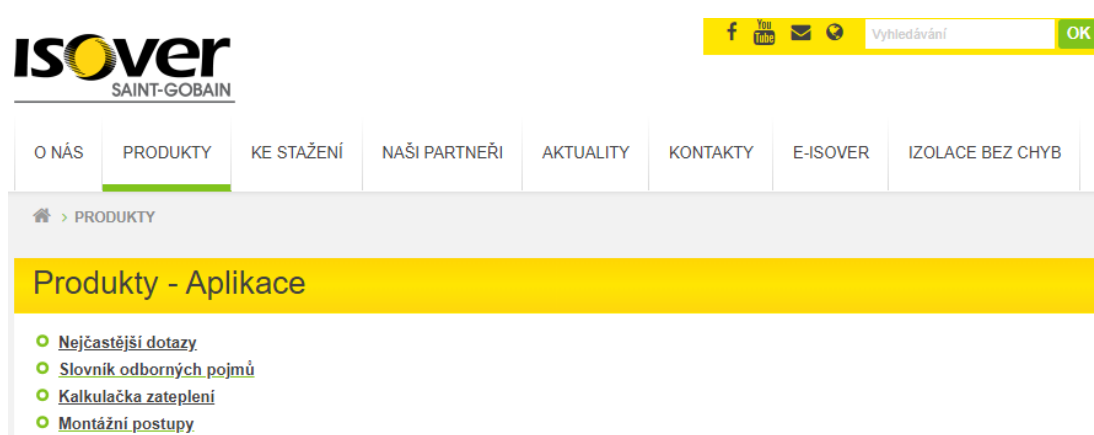 f You Tube Vyhledávání OK
ISOVER
SAINT-GOBAIN
O NÁS PRODUKTY KE STAŽENÍ NAŠI PARTNEŘI AKTUALITY KONTAKTY E-ISOVER IZOLACE BEZ CHYB
> PRODUKTY
Produkty - Aplikace
Nejčastější dotazy
Slovník odborných pojmů
Kalkulačka zateplení
Montážní postupy